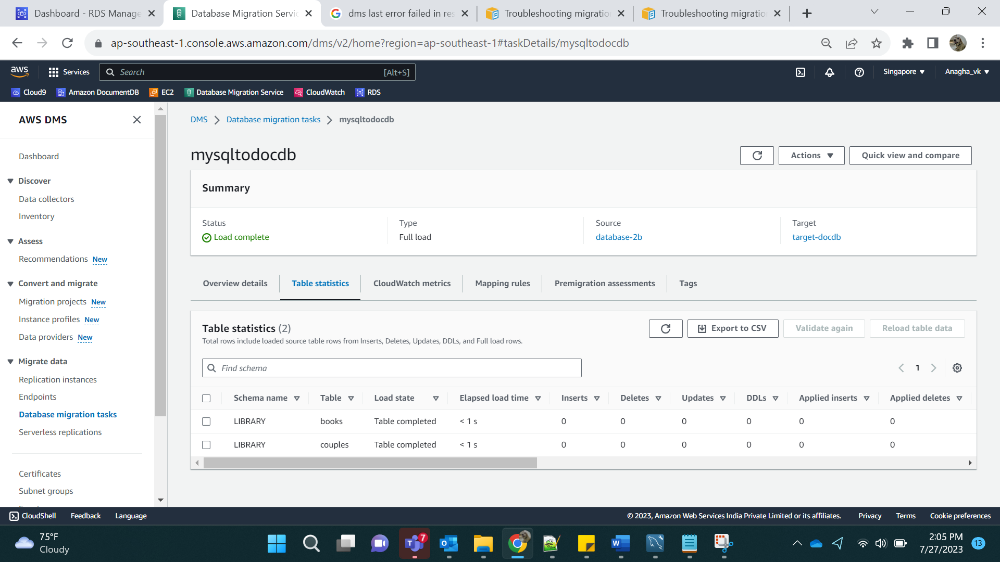 Dashboard - RDS Manage
Database Migration Servic
dms last error failed in res
Troubleshooting migratio
Troubleshooting migratio
ap-southeast-1.console.aws.amazon.com/dms/v2/home?region=ap-southeast-1#taskDetails/mysqltodocdb
aws
Services
Search
[Alt+S]
Singapore
Anagha_vk
Cloud9
Amazon DocumentDB
EC2
Database Migration Service
CloudWatch
RDS
AWS DMS
Dashboard
Discover
Data collectors
Inventory
Assess
Recommendations New
Convert and migrate
Migration projects New
Instance profiles New
Data providers New
Migrate data
Replication instances
Endpoints
Database migration tasks
Serverless replications
Certificates
Subnet groups
DMS > Database migration tasks > mysqltodocdb
mysqltodocdb
Actions
Quick view and compare
Summary
Status
Load complete
Type
Full load
Source
database-2b
Target
target-docdb
Overview details
Table statistics
CloudWatch metrics
Mapping rules
Premigration assessments
Tags
Table statistics (2)
Total rows include loaded source table rows from Inserts, Deletes, Updates, DDLs, and Full load rows.
Export to CSV
Validate again
Reload table data
Find schema
1
Schema name Table Load state Elapsed load time Inserts Deletes Updates DDLs Applied inserts Applied deletes
LIBRARY books Table completed < 1 s 0 0 0 0 0 0
LIBRARY couples Table completed < 1 s 0 0 0 0 0 0
CloudShell
Feedback
Language
© 2023, Amazon Web Services India Private Limited or its affiliates.
Privacy
Terms
Cookie preferences
75°F
Cloudy
7
2:05 PM
7/27/2023
13